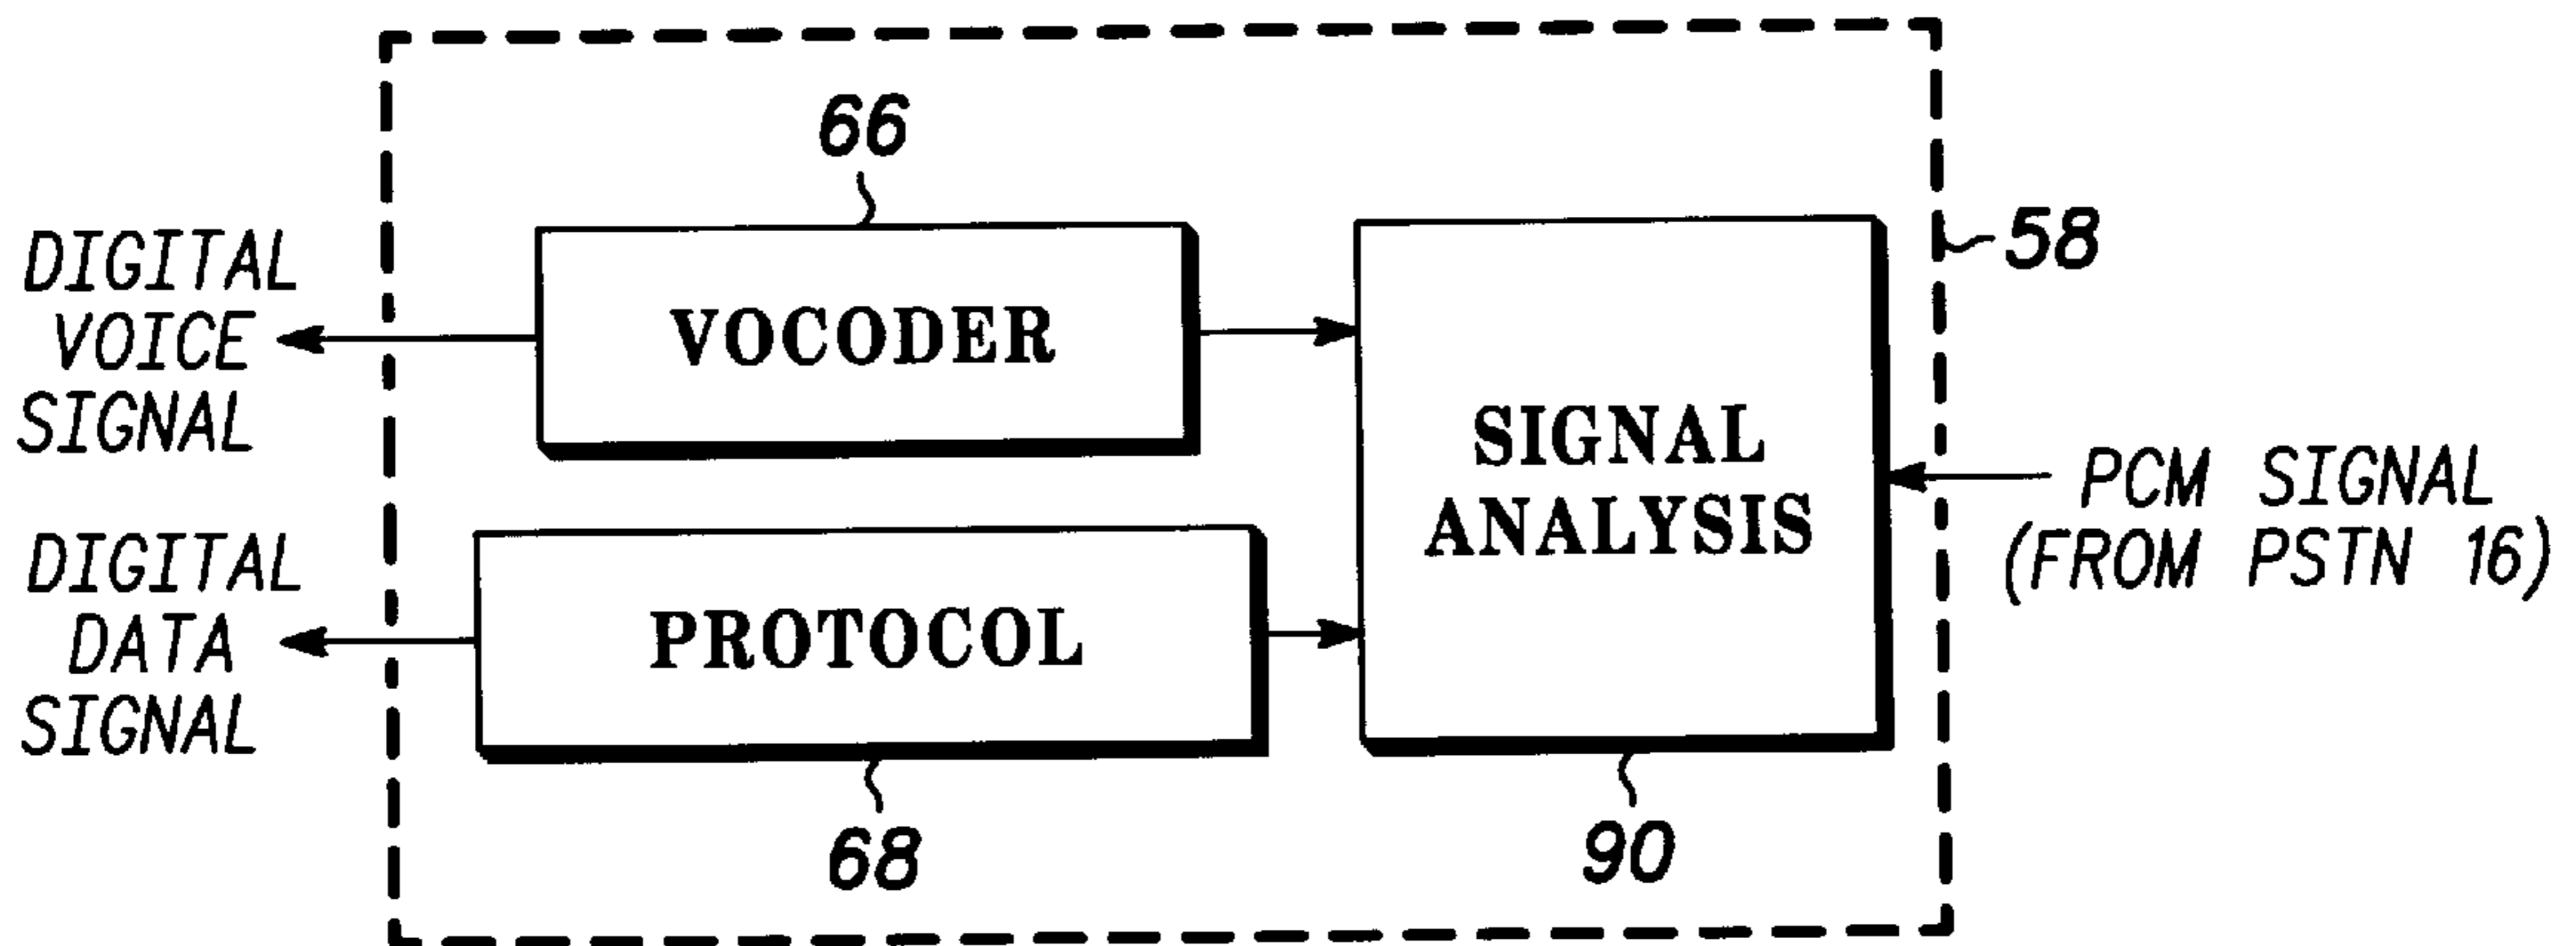 66
58
DIGITAL
VOICE
SIGNAL
VOCODER
SIGNAL
ANALYSIS
PCM SIGNAL
(FROM PSTN 16)
DIGITAL
DATA
SIGNAL
PROTOCOL
68
90